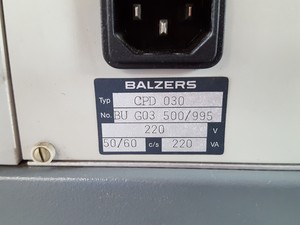 BALZERS
Typ CPD 030
No. BU G03 500/995
220 V
50/60 c/s 220 VA